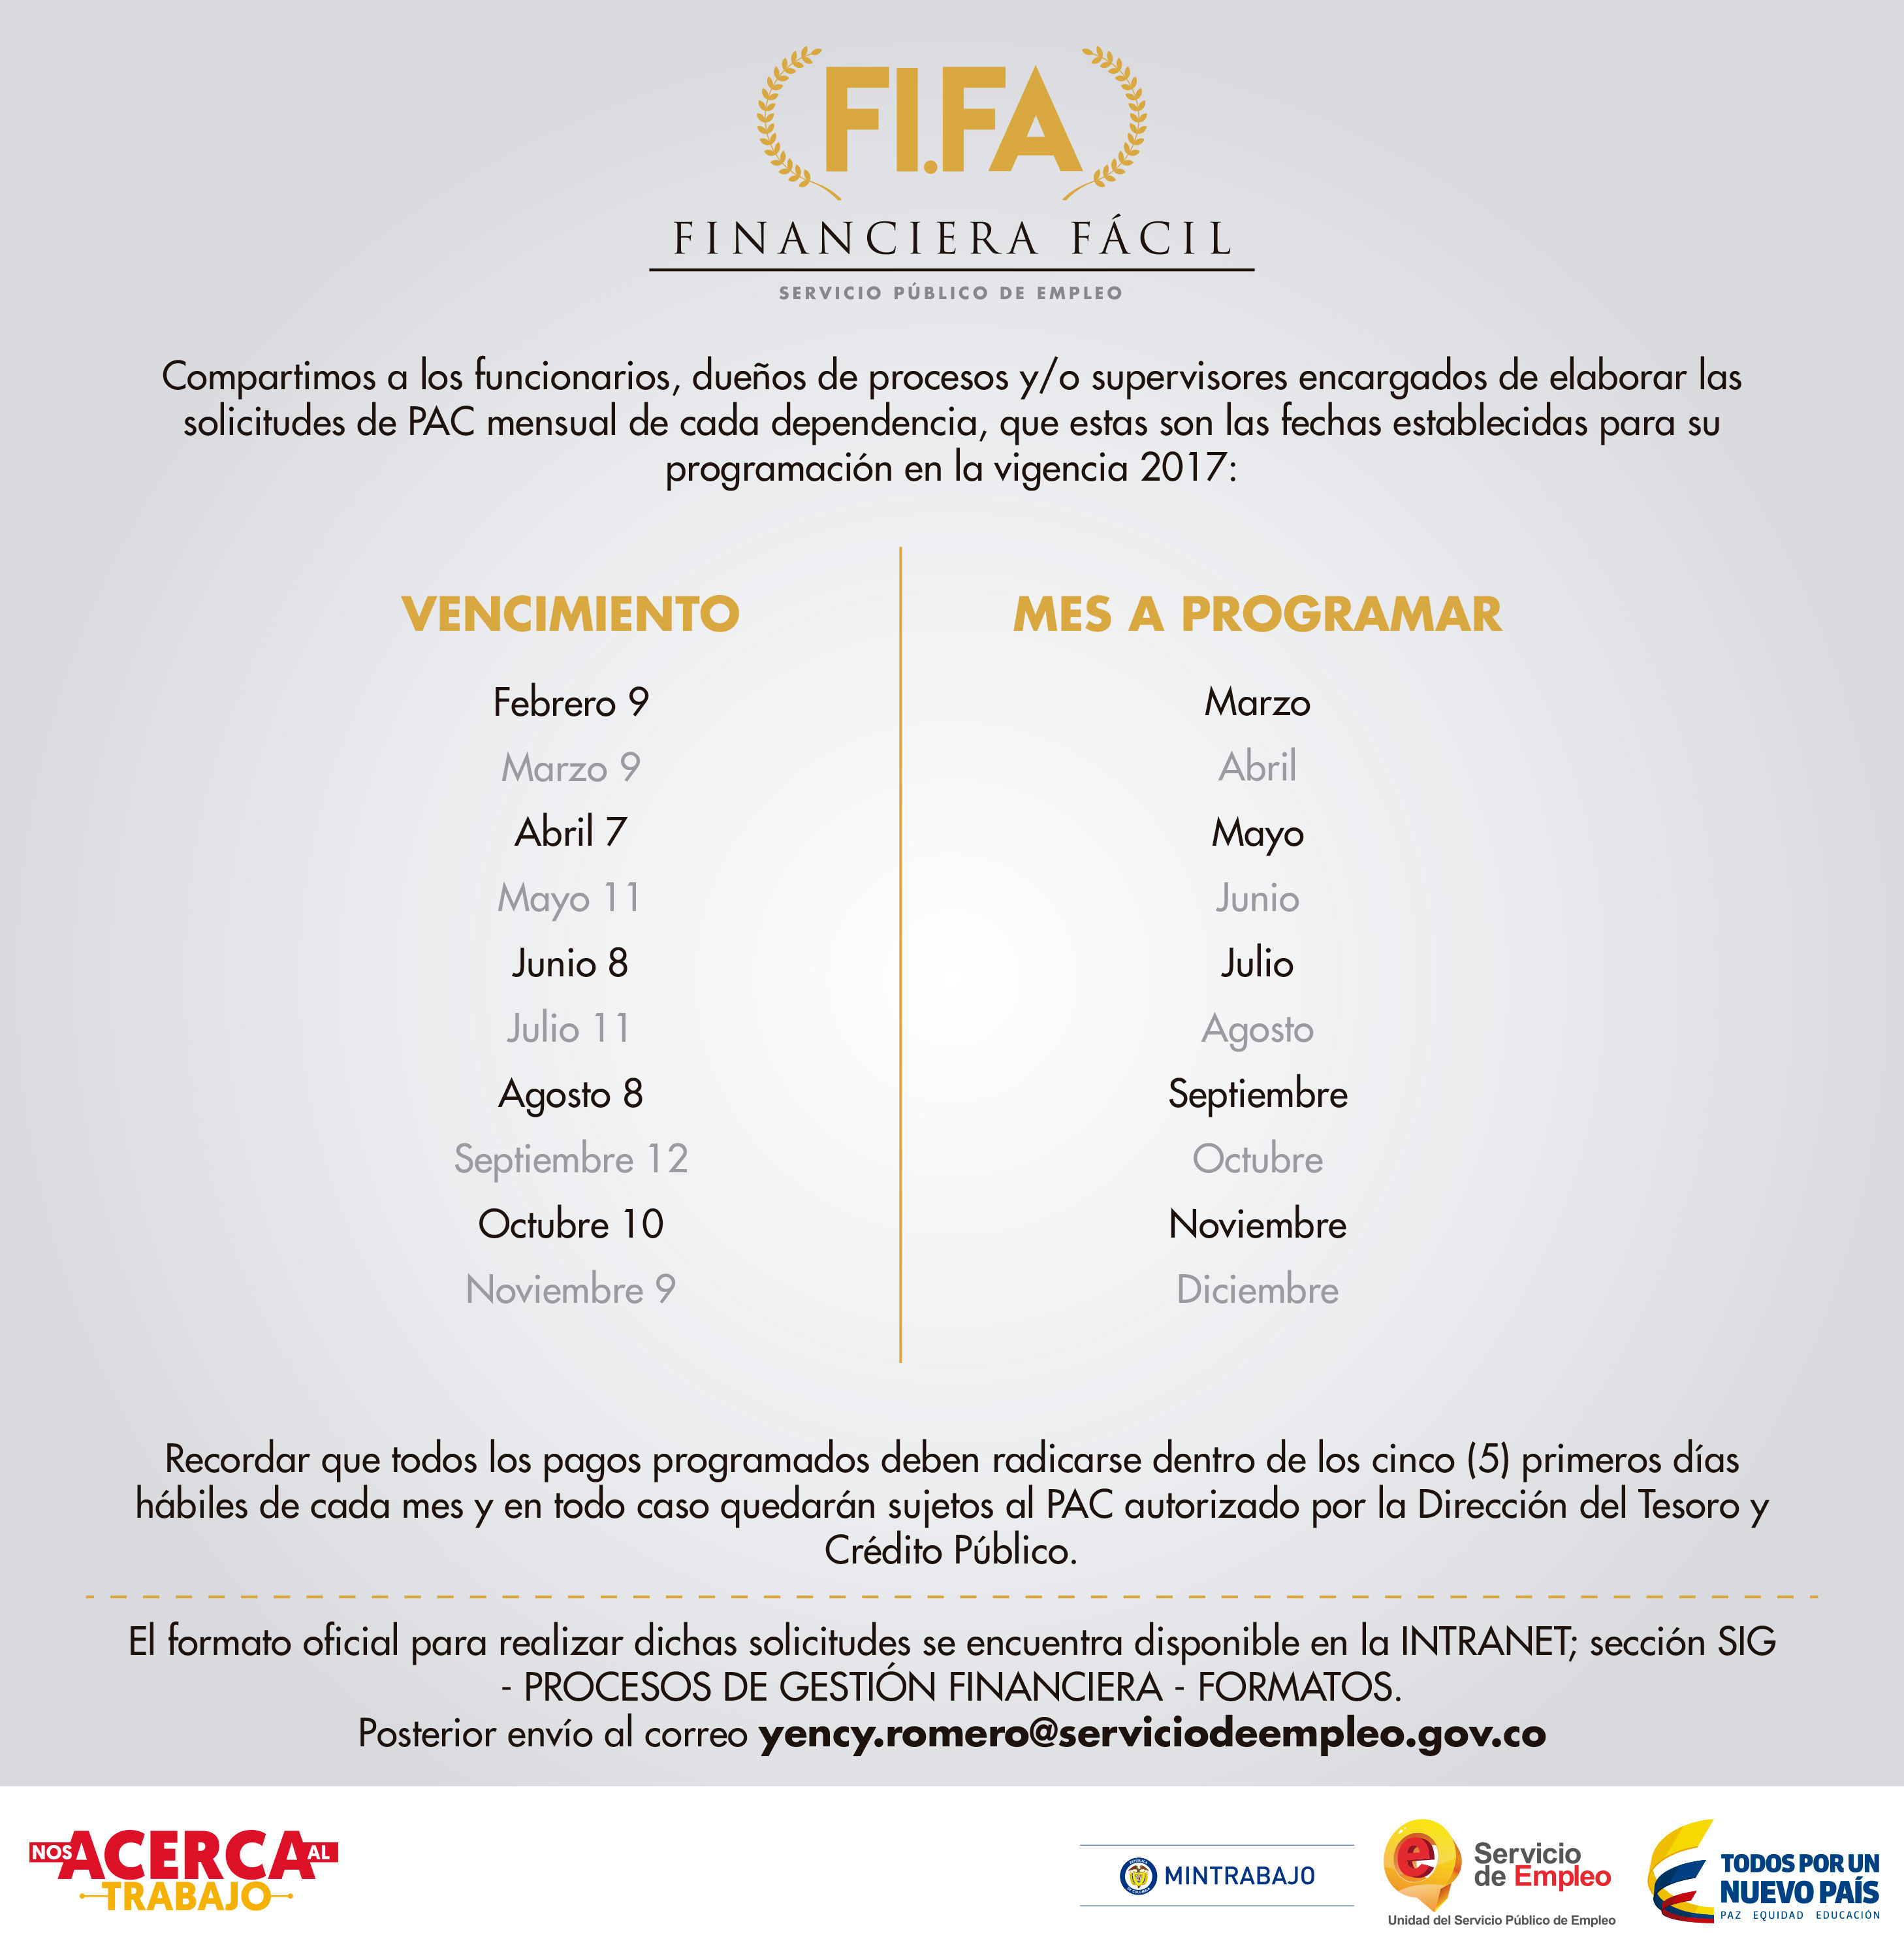 FI.FA
FINANCIERA FÁCIL
SERVICIO PÚBLICO DE EMPLEO
Compartimos a los funcionarios, dueños de procesos y/o supervisores encargados de elaborar las
solicitudes de PAC mensual de cada dependencia, que estas son las fechas establecidas para su
programación en la vigencia 2017:
VENCIMIENTO MES A PROGRAMAR
Febrero 9 Marzo
Marzo 9 Abril
Abril 7 Mayo
Mayo 11 Junio
Junio 8 Julio
Julio 11 Agosto
Agosto 8 Septiembre
Septiembre 12 Octubre
Octubre 10 Noviembre
Noviembre 9 Diciembre
Recordar que todos los pagos programados deben radicarse dentro de los cinco (5) primeros días
hábiles de cada mes y en todo caso quedarán sujetos al PAC autorizado por la Dirección del Tesoro y
Crédito Público.
El formato oficial para realizar dichas solicitudes se encuentra disponible en la INTRANET; sección SIG
- PROCESOS DE GESTIÓN FINANCIERA - FORMATOS.
Posterior envío al correo yency.romero@serviciodeempleo.gov.co
NOS ACERCA AL
TRABAJO
MINTRABAJO
e Servicio
de Empleo
Unidad del Servicio Público de Empleo
TODOS POR UN
NUEVO PAÍS
PAZ EQUIDAD EDUCACIÓN